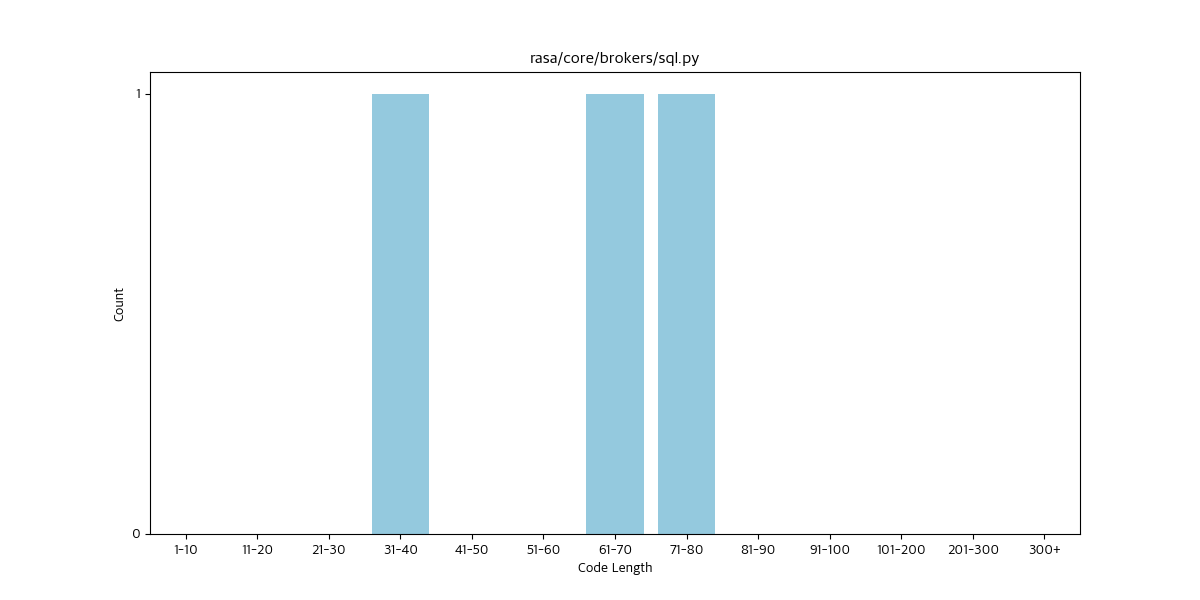 rasa/core/brokers/sql.py
1
Count
0
1-10 11-20 21-30 31-40 41-50 51-60 61-70 71-80 81-90 91-100 101-200 201-300 300+
Code Length